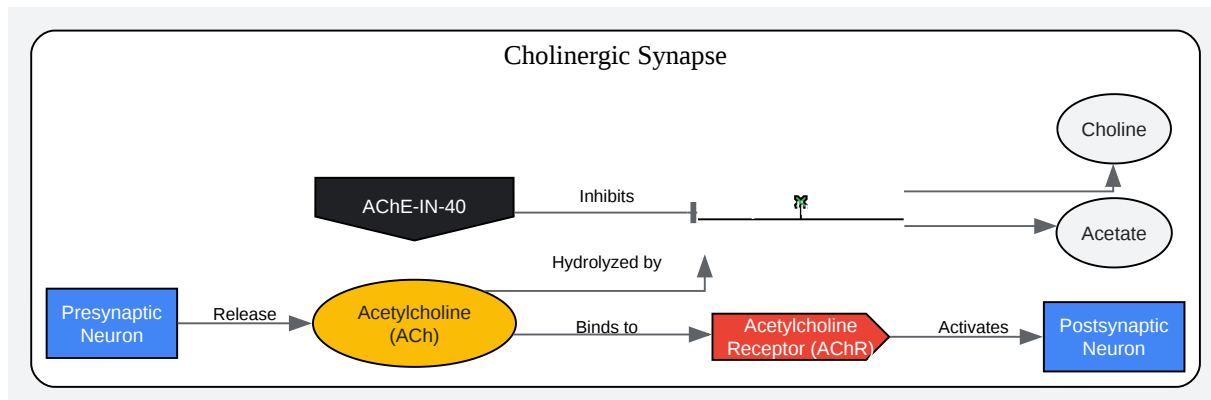 Cholinergic Synapse
Choline
AChE-IN-40
Inhibits
Acetate
Hydrolyzed by
Presynaptic
Neuron
Release
Acetylcholine
(ACh)
Binds to
Acetylcholine
Receptor (AChR)
Activates
Postsynaptic
Neuron